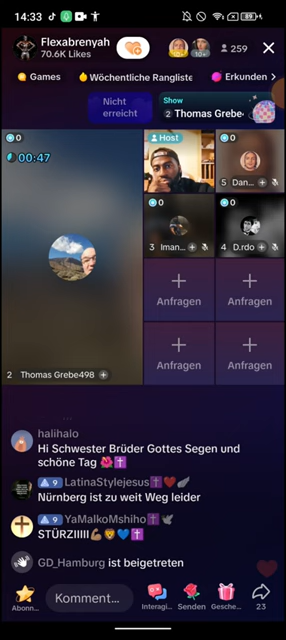 14:33
89
Flexabrenyah
70.6K Likes
259
Games
Wöchentliche Rangliste
Erkunden
Nicht
erreicht
Show
2 Thomas Grebe
0
00:47
Host
0
5 Dan...
0
3 Iman...
0
4 D.rdo
Anfragen
Anfragen
Anfragen
Anfragen
2 Thomas Grebe498
halihalo
Hi Schwester Brüder Gottes Segen und
schöne Tag 🌺✝️
9 LatinaStylejesus✝️❤️🪽
Nürnberg ist zu weit Weg leider
9 YaMalkoMshiho✝️🕊️
STÜRZIIIII💪🏽🦁💙✝️
GD_Hamburg ist beigetreten
Abonn...
Komment...
Interagi...
Senden
Gesche...
23